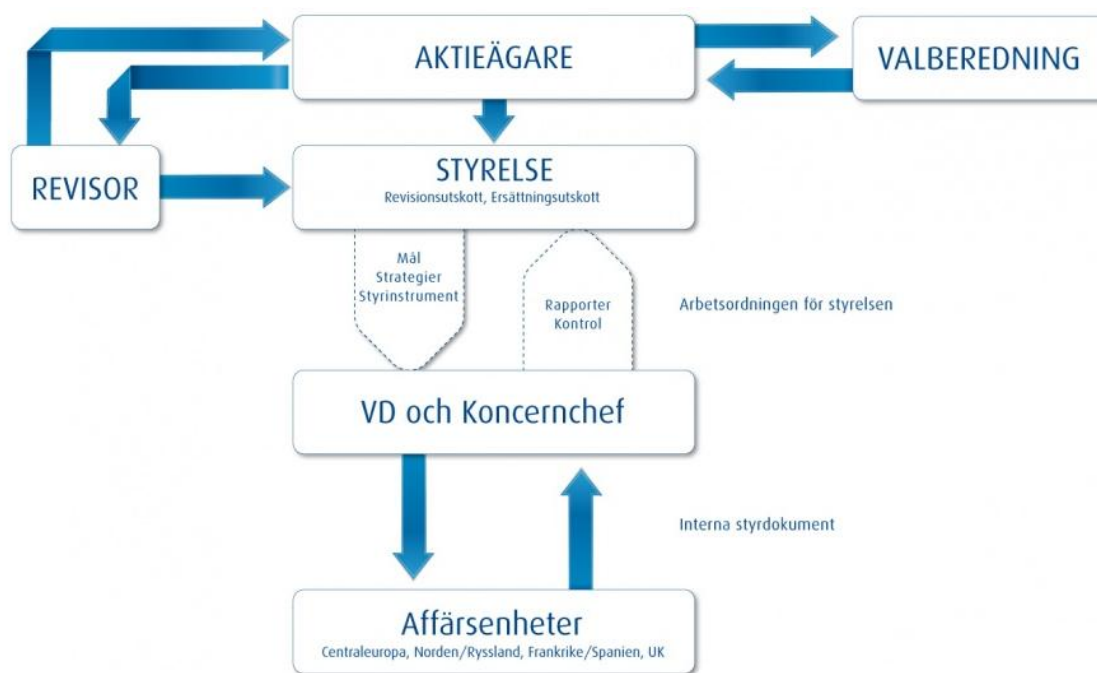 AKTIEÄGARE
VALBEREDNING
REVISOR
STYRELSE
Revisionsutskott, Ersättningsutskott
Mål
Strategier
Styrinstrument
Rapporter
Kontrol
Arbetsordningen för styrelsen
VD och Koncernchef
Interna styrdokument
Affärsenheter
Centraleuropa, Norden/Ryssland, Frankrike/Spanien, UK